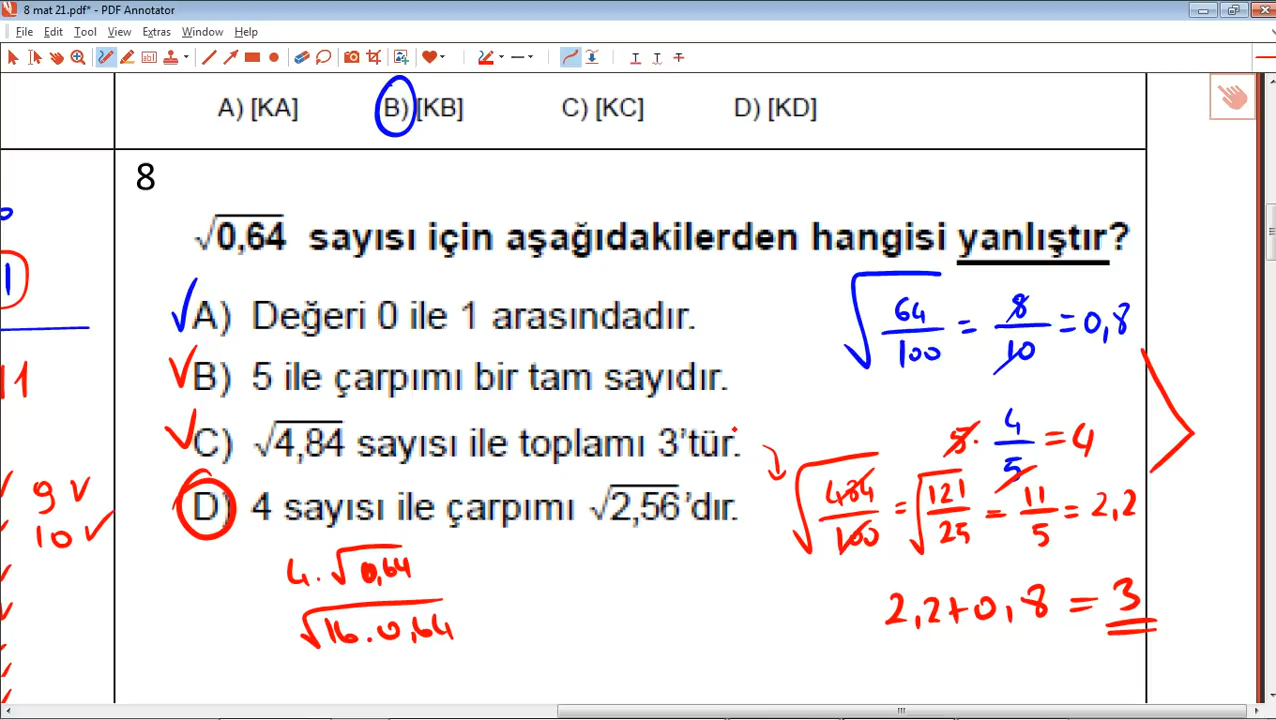 8 mat 21.pdf* - PDF Annotator
File Edit Tool View Extras Window Help
A) [KA] B) [KB] C) [KC] D) [KD]
8
√0,64 sayısı için aşağıdakilerden hangisi yanlıştır?
A) Değeri 0 ile 1 arasındadır.
√64/100 = 8/10 = 0,8
B) 5 ile çarpımı bir tam sayıdır.
5. 4/5 = 4
C) √4,84 sayısı ile toplamı 3'tür.
√484/100 = √121/25 = 11/5 = 2,2
D) 4 sayısı ile çarpımı √2,56'dır.
9
10
4.√0,64
√16.0,64
2,2+0,8 = 3